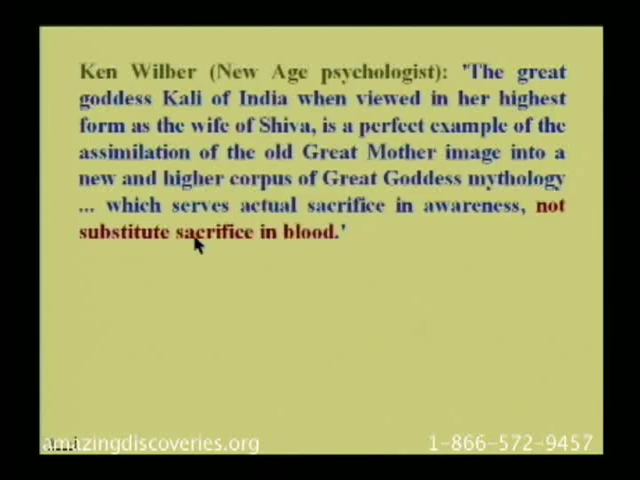 Ken Wilber (New Age psychologist): 'The great
goddess Kali of India when viewed in her highest
form as the wife of Shiva, is a perfect example of the
assimilation of the old Great Mother image into a
new and higher corpus of Great Goddess mythology
... which serves actual sacrifice in awareness, not
substitute sacrifice in blood.'
amazingdiscoveries.org 1-866-572-9457